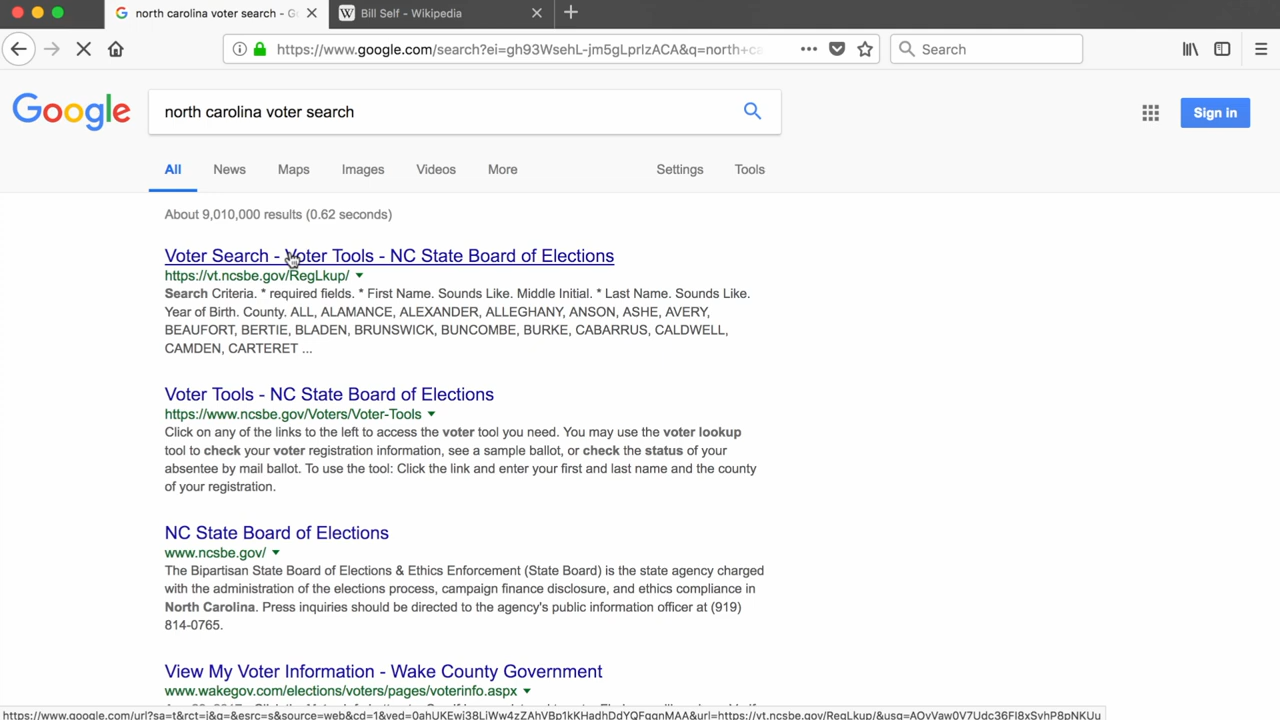 north carolina voter search - Go
Bill Self - Wikipedia
https://www.google.com/search?ei=gh93WsehL-jm5gLprIzACA&q=north+ca
Search
Google
north carolina voter search
Sign in
All
News
Maps
Images
Videos
More
Settings
Tools
About 9,010,000 results (0.62 seconds)
Voter Search - Voter Tools - NC State Board of Elections
https://vt.ncsbe.gov/RegLkup/
Search Criteria. * required fields. * First Name. Sounds Like. Middle Initial. * Last Name. Sounds Like.
Year of Birth. County. ALL, ALAMANCE, ALEXANDER, ALLEGHANY, ANSON, ASHE, AVERY,
BEAUFORT, BERTIE, BLADEN, BRUNSWICK, BUNCOMBE, BURKE, CABARRUS, CALDWELL,
CAMDEN, CARTERET ...
Voter Tools - NC State Board of Elections
https://www.ncsbe.gov/Voters/Voter-Tools
Click on any of the links to the left to access the voter tool you need. You may use the voter lookup
tool to check your voter registration information, see a sample ballot, or check the status of your
absentee by mail ballot. To use the tool: Click the link and enter your first and last name and the county
of your registration.
NC State Board of Elections
www.ncsbe.gov/
The Bipartisan State Board of Elections & Ethics Enforcement (State Board) is the state agency charged
with the administration of the elections process, campaign finance disclosure, and ethics compliance in
North Carolina. Press inquiries should be directed to the agency's public information officer at (919)
814-0765.
View My Voter Information - Wake County Government
www.wakegov.com/elections/voters/pages/voterinfo.aspx